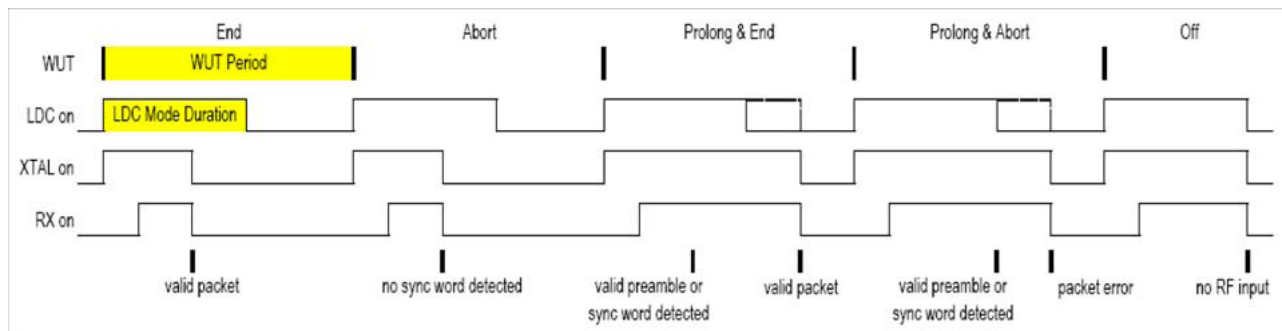 End Abort Prolong & End Prolong & Abort Off
WUT WUT Period
LDC on LDC Mode Duration
XTAL on
RX on
valid packet no sync word detected valid preamble or valid packet valid preamble or packet error no RF input
sync word detected sync word detected